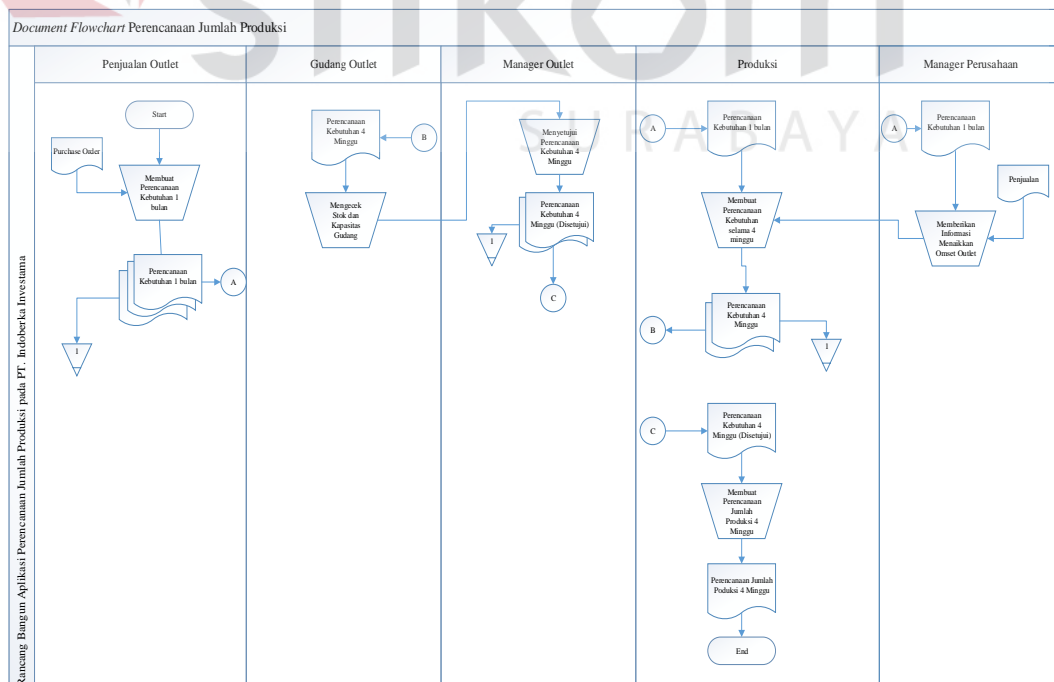 stikom
SURABAYA
Document Flowchart Perencanaan Jumlah Produksi
Rancang Bangun Aplikasi Perencanaan Jumlah Produksi pada PT. Indoberka Investama
Penjualan Outlet
Gudang Outlet
Manager Outlet
Produksi
Manager Perusahaan
Start
Purchase Order
Membuat
Perencanaan
Kebutuhan 1
bulan
Perencanaan
Kebutuhan 1 bulan
A
1
Perencanaan
Kebutuhan 4
Minggu
B
Mengecek
Stok dan
Kapasitas
Gudang
Menyetujui
Perencanaan
Kebutuhan 4
Minggu
Perencanaan
Kebutuhan 4
Minggu (Disetujui)
1
C
A
Perencanaan
Kebutuhan 1 bulan
Membuat
Perencanaan
Kebutuhan
selama 4
minggu
Perencanaan
Kebutuhan 4
Minggu
B
1
C
Perencanaan
Kebutuhan 4
Minggu (Disetujui)
Membuat
Perencanaan
Jumlah
Produksi 4
Minggu
Perencanaan Jumlah
Poduksi 4 Minggu
End
A
Perencanaan
Kebutuhan 1 bulan
Penjualan
Memberikan
Informasi
Menaikkan
Omset Outlet